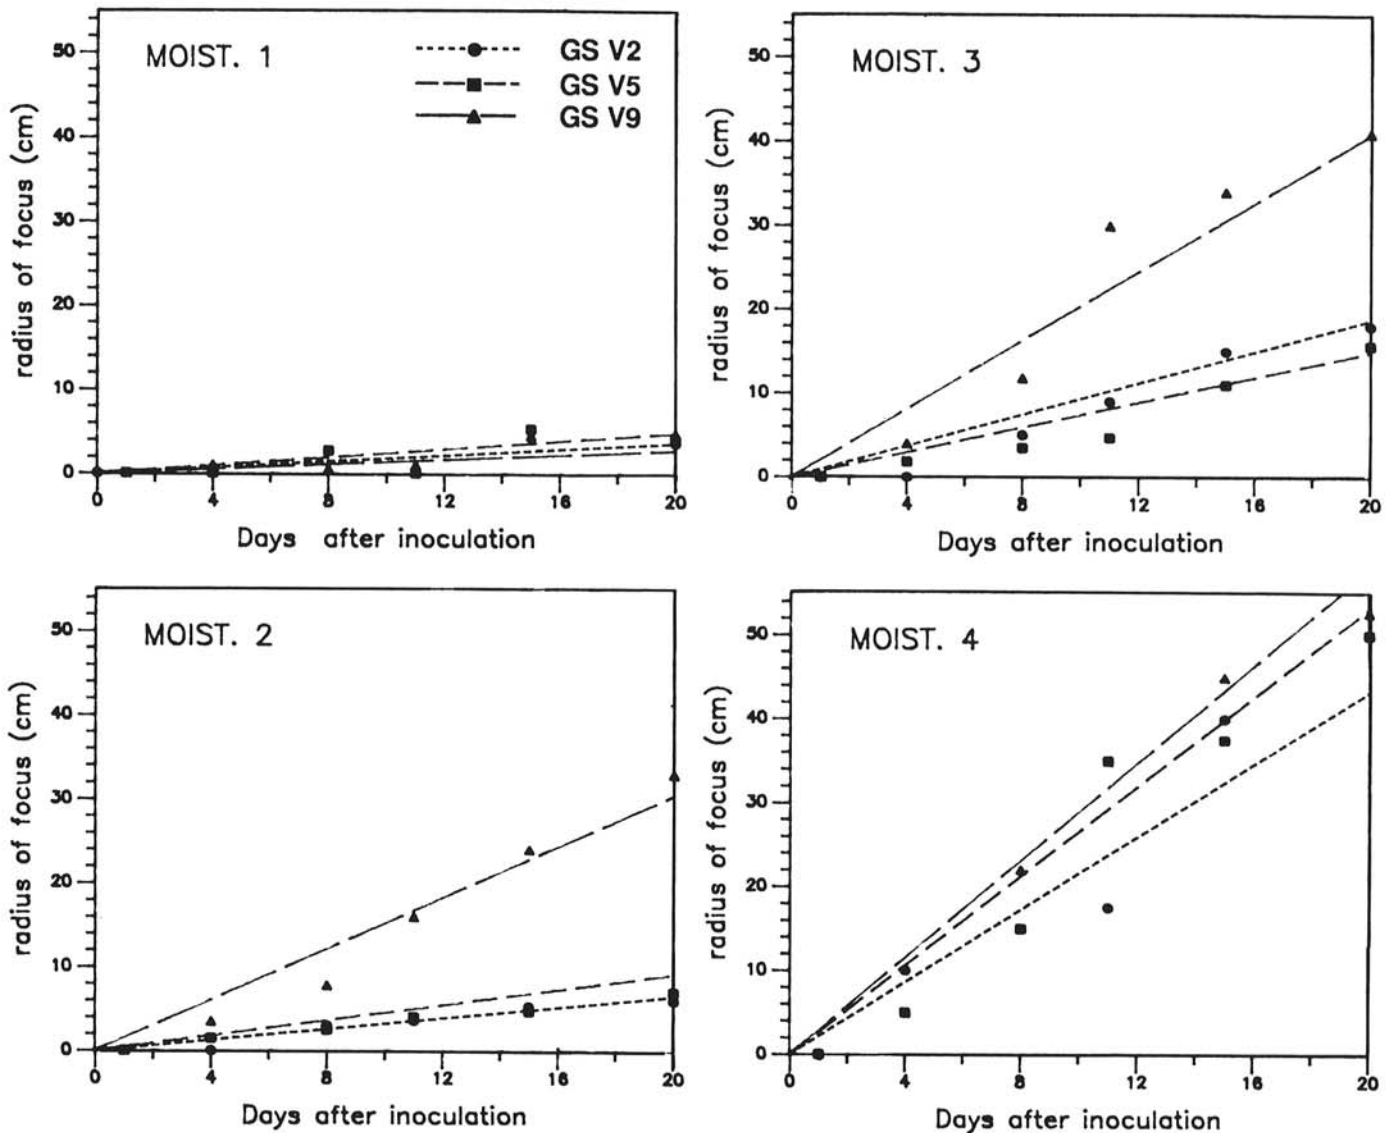 MOIST. 1
GS V2
GS V5
GS V9
50
40
30
20
10
0
radius of focus (cm)
0 4 8 12 16 20
Days after inoculation
MOIST. 3
50
40
30
20
10
0
radius of focus (cm)
0 4 8 12 16 20
Days after inoculation
MOIST. 2
50
40
30
20
10
0
radius of focus (cm)
0 4 8 12 16 20
Days after inoculation
MOIST. 4
50
40
30
20
10
0
radius of focus (cm)
0 4 8 12 16 20
Days after inoculation